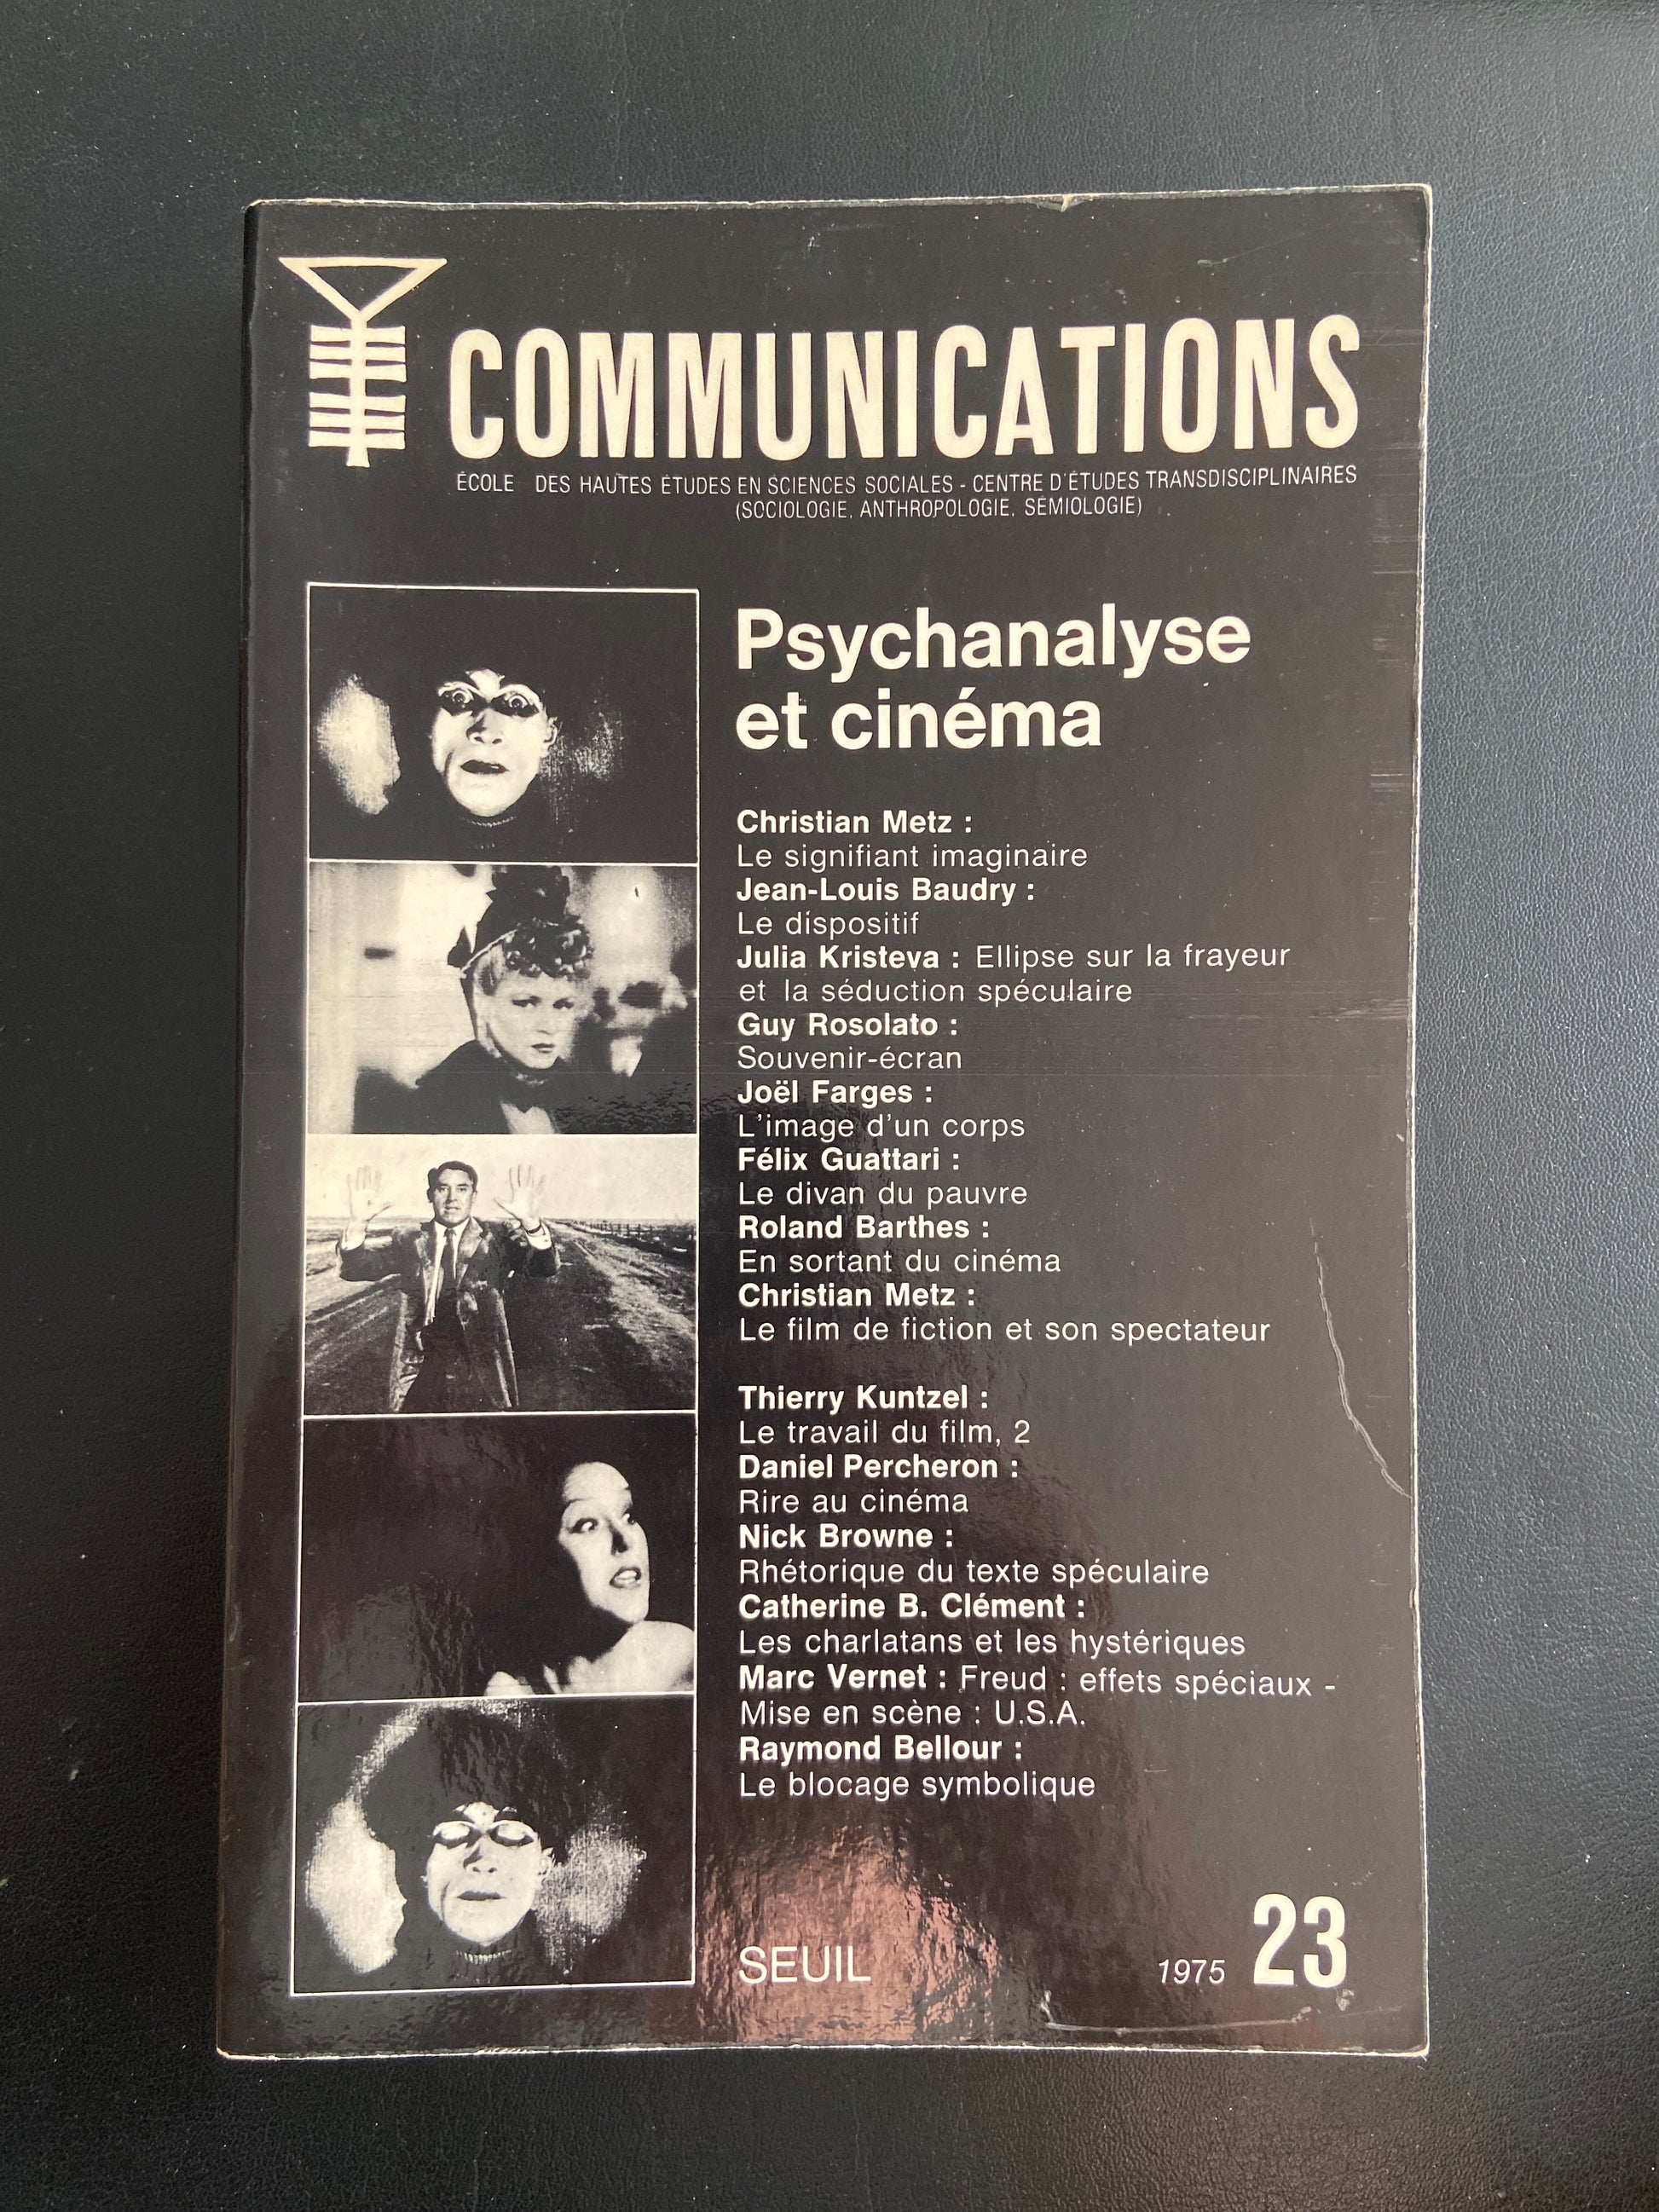 COMMUNICATIONS
ÉCOLE DES HAUTES ÉTUDES EN SCIENCES SOCIALES - CENTRE D'ÉTUDES TRANSDISCIPLINAIRES
(SOCIOLOGIE, ANTHROPOLOGIE, SÉMIOLOGIE)
Psychanalyse
et cinéma
Christian Metz :
Le signifiant imaginaire
Jean-Louis Baudry :
Le dispositif
Julia Kristeva : Ellipse sur la frayeur
et la séduction spéculaire
Guy Rosolato :
Souvenir-écran
Joël Farges :
L'image d'un corps
Félix Guattari :
Le divan du pauvre
Roland Barthes :
En sortant du cinéma
Christian Metz :
Le film de fiction et son spectateur
Thierry Kuntzel :
Le travail du film, 2
Daniel Percheron :
Rire au cinéma
Nick Browne :
Rhétorique du texte spéculaire
Catherine B. Clément :
Les charlatans et les hystériques
Marc Vernet : Freud : effets spéciaux -
Mise en scène : U.S.A.
Raymond Bellour :
Le blocage symbolique
SEUIL 1975 23